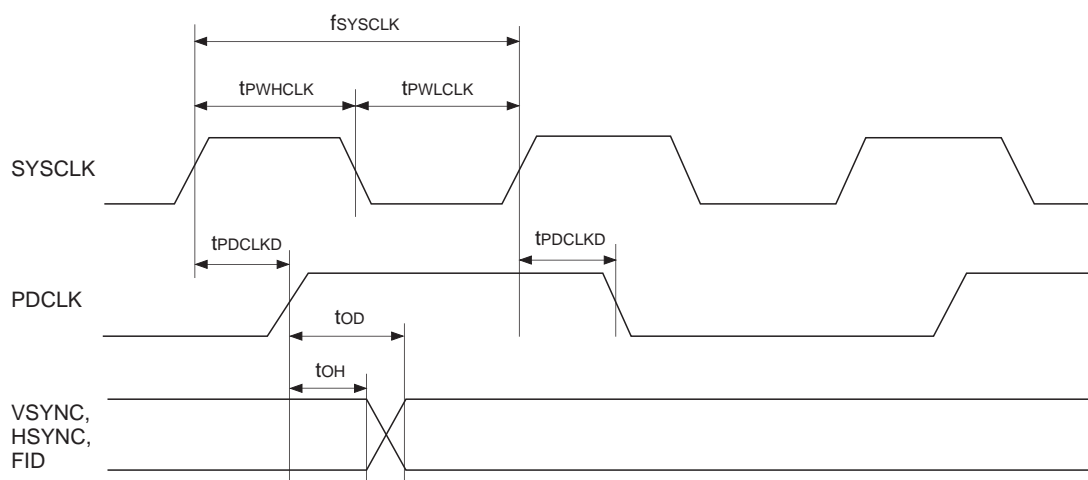 fSYSCLK
tPWHCLK
tPWLCLK
SYSCLK
tPDCLKD
tPDCLKD
PDCLK
tOD
tOH
VSYNC,
HSYNC,
FID